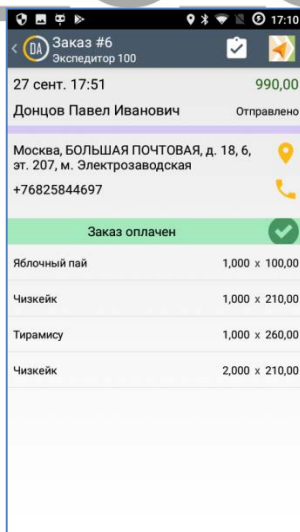 17:10
DA
Заказ #6
Экспедитор 100
27 сент. 17:51 990,00
Донцов Павел Иванович Отправлено
Москва, БОЛЬШАЯ ПОЧТОВАЯ, д. 18, 6,
эт. 207, м. Электрозаводская
+76825844697
Заказ оплачен
Яблочный пай 1,000 x 100,00
Чизкейк 1,000 x 210,00
Тирамису 1,000 x 260,00
Чизкейк 2,000 x 210,00